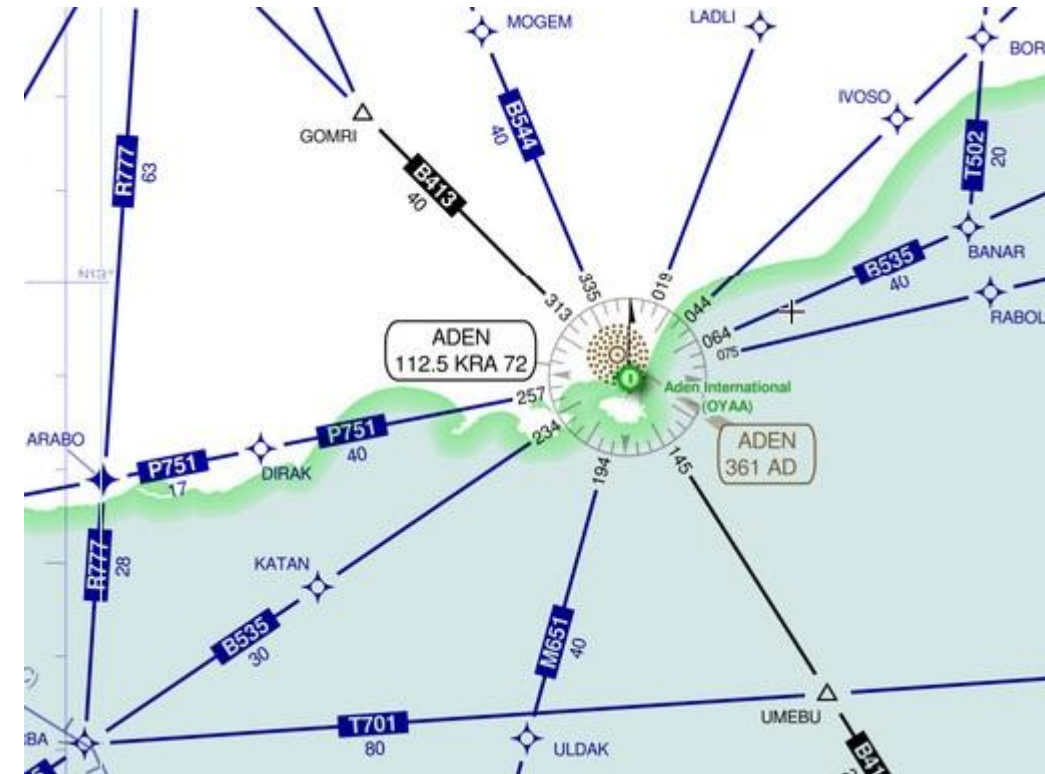 MOGEM
LADLI
BOR
IVOSO
GOMRI
B544
40
R777
63
T502
20
B413
40
BANAR
B535
40
N13°
335
019
313
044
RABOL
064
075
ADEN
112.5 KRA 72
257
Aden International
(OYAA)
234
ARABO
P751
40
P751
17
DIRAK
ADEN
361 AD
194
145
R777
28
KATAN
B535
30
M651
40
UMEBU
T701
80
BA
ULDAK
B41